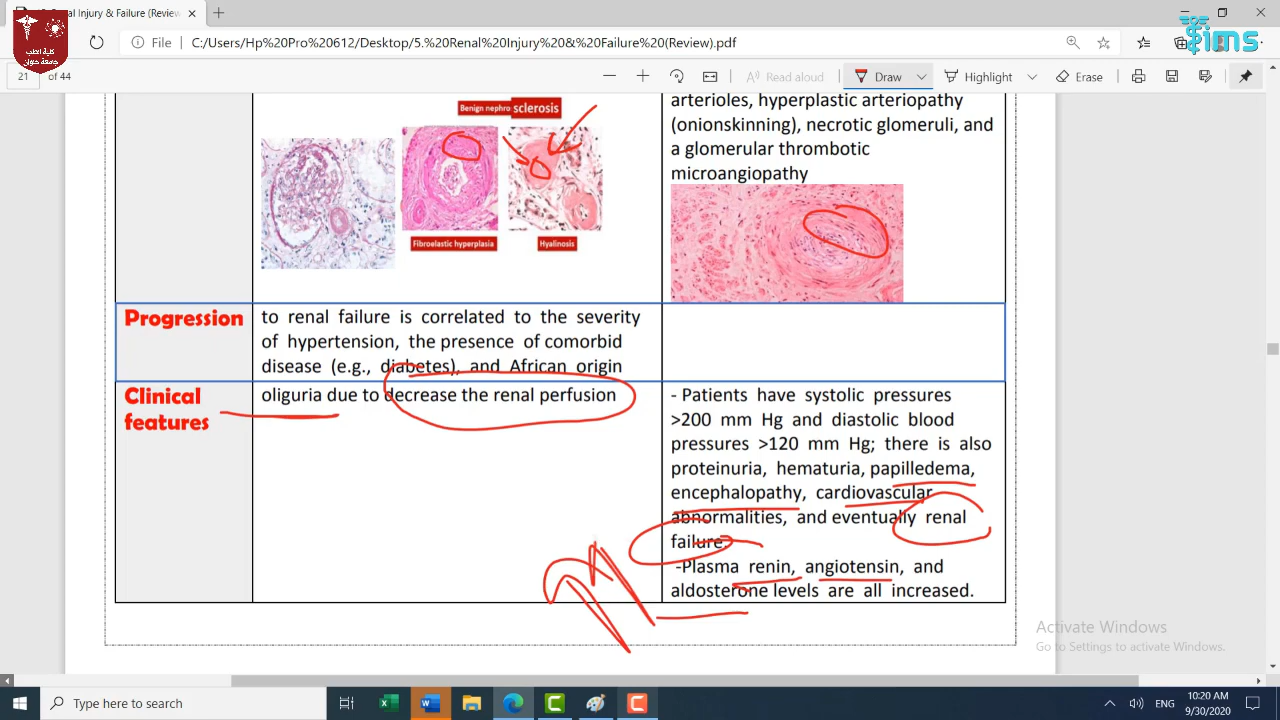 al Injury & Failure (Review).p
File
C:/Users/Hp%20Pro%20612/Desktop/5.%20Renal%20Injury%20&%20Failure%20(Review).pdf
sims
كلية الطب
جامعة حلوان
21 of 44
Read aloud
Draw
Highlight
Erase
Benign nephro sclerosis
Fibroelastic hyperplasia
Hyalinosis
arterioles, hyperplastic arteriopathy
(onionskinning), necrotic glomeruli, and
a glomerular thrombotic
microangiopathy
Progression
to renal failure is correlated to the severity
of hypertension, the presence of comorbid
disease (e.g., diabetes), and African origin
Clinical
features
oliguria due to decrease the renal perfusion
- Patients have systolic pressures
>200 mm Hg and diastolic blood
pressures >120 mm Hg; there is also
proteinuria, hematuria, papilledema,
encephalopathy, cardiovascular
abnormalities, and eventually renal
failure.
-Plasma renin, angiotensin, and
aldosterone levels are all increased.
Activate Windows
Go to Settings to activate Windows.
Type here to search
ENG
10:20 AM
9/30/2020